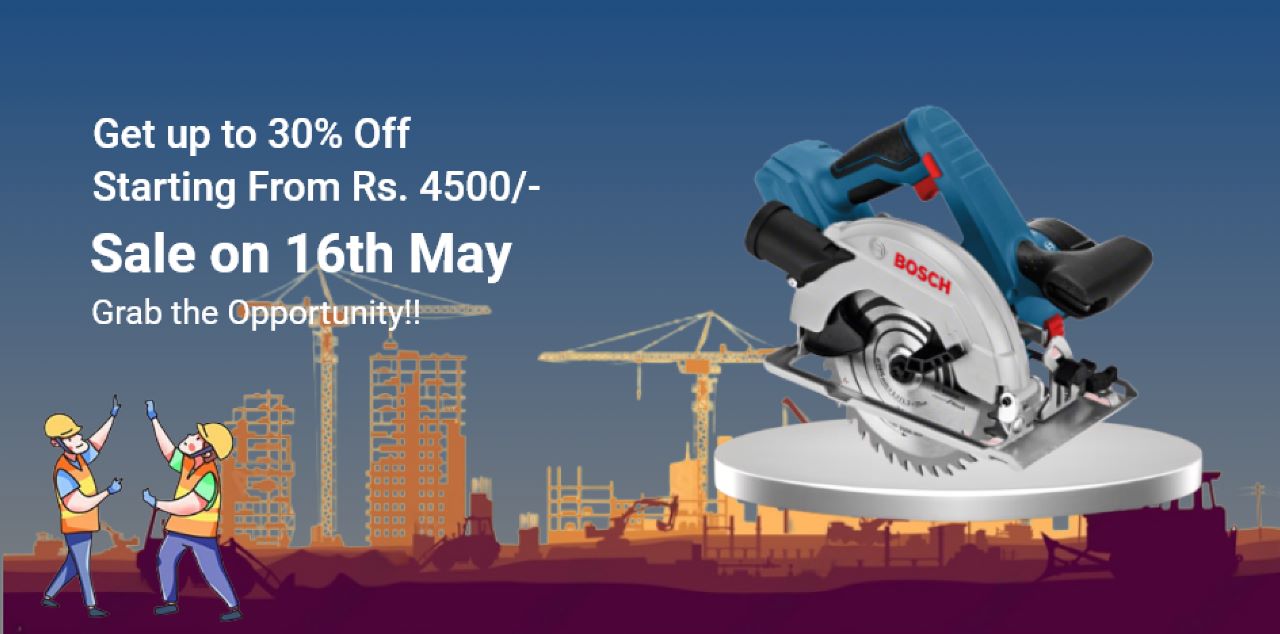 Get up to 30% Off
Starting From Rs. 4500/-
Sale on 16th May
Grab the Opportunity!!
BOSCH